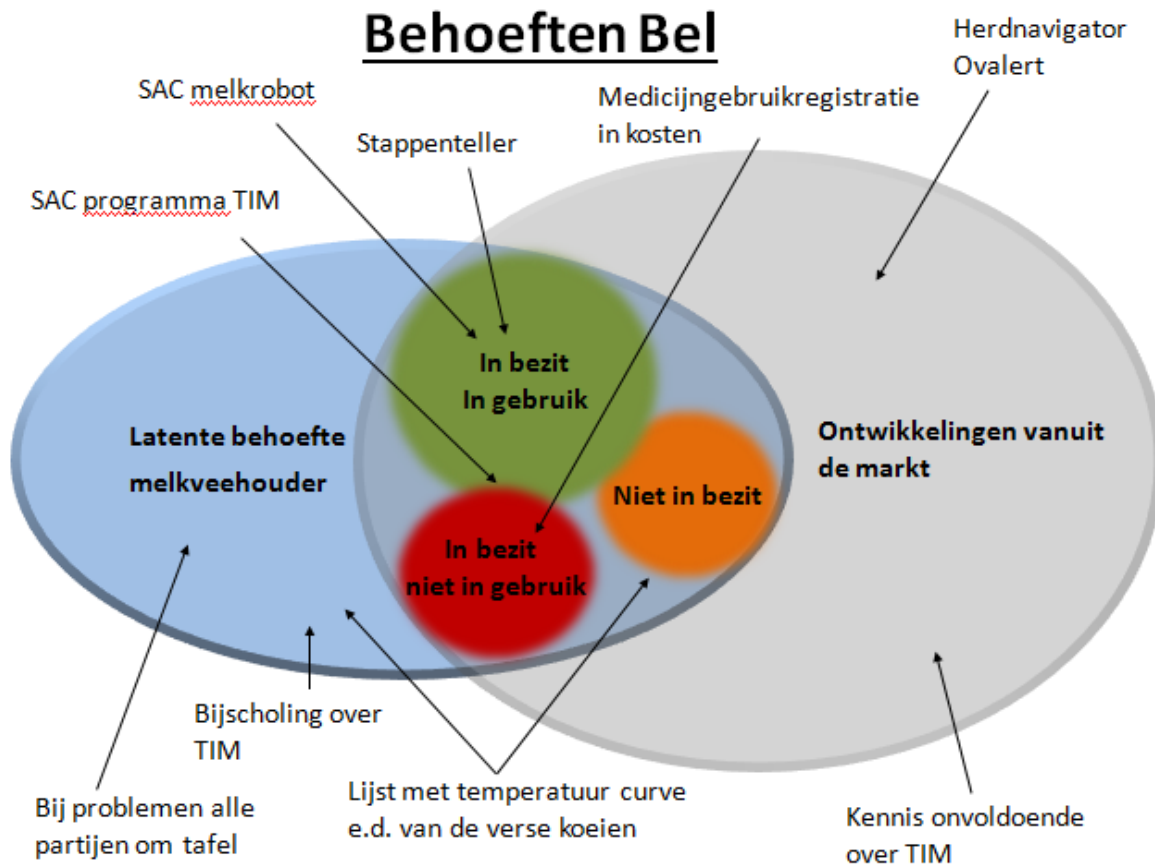 Behoeften Bel
Herdnavigator
Ovalert
SAC melkrobot
Medicijngebruikregistratie
in kosten
Stappenteller
SAC programma TIM
In bezit
In gebruik
Latente behoefte
melkveehouder
Ontwikkelingen vanuit
de markt
Niet in bezit
In bezit
niet in gebruik
Bijscholing over
TIM
Lijst met temperatuur curve
e.d. van de verse koeien
Bij problemen alle
partijen om tafel
Kennis onvoldoende
over TIM